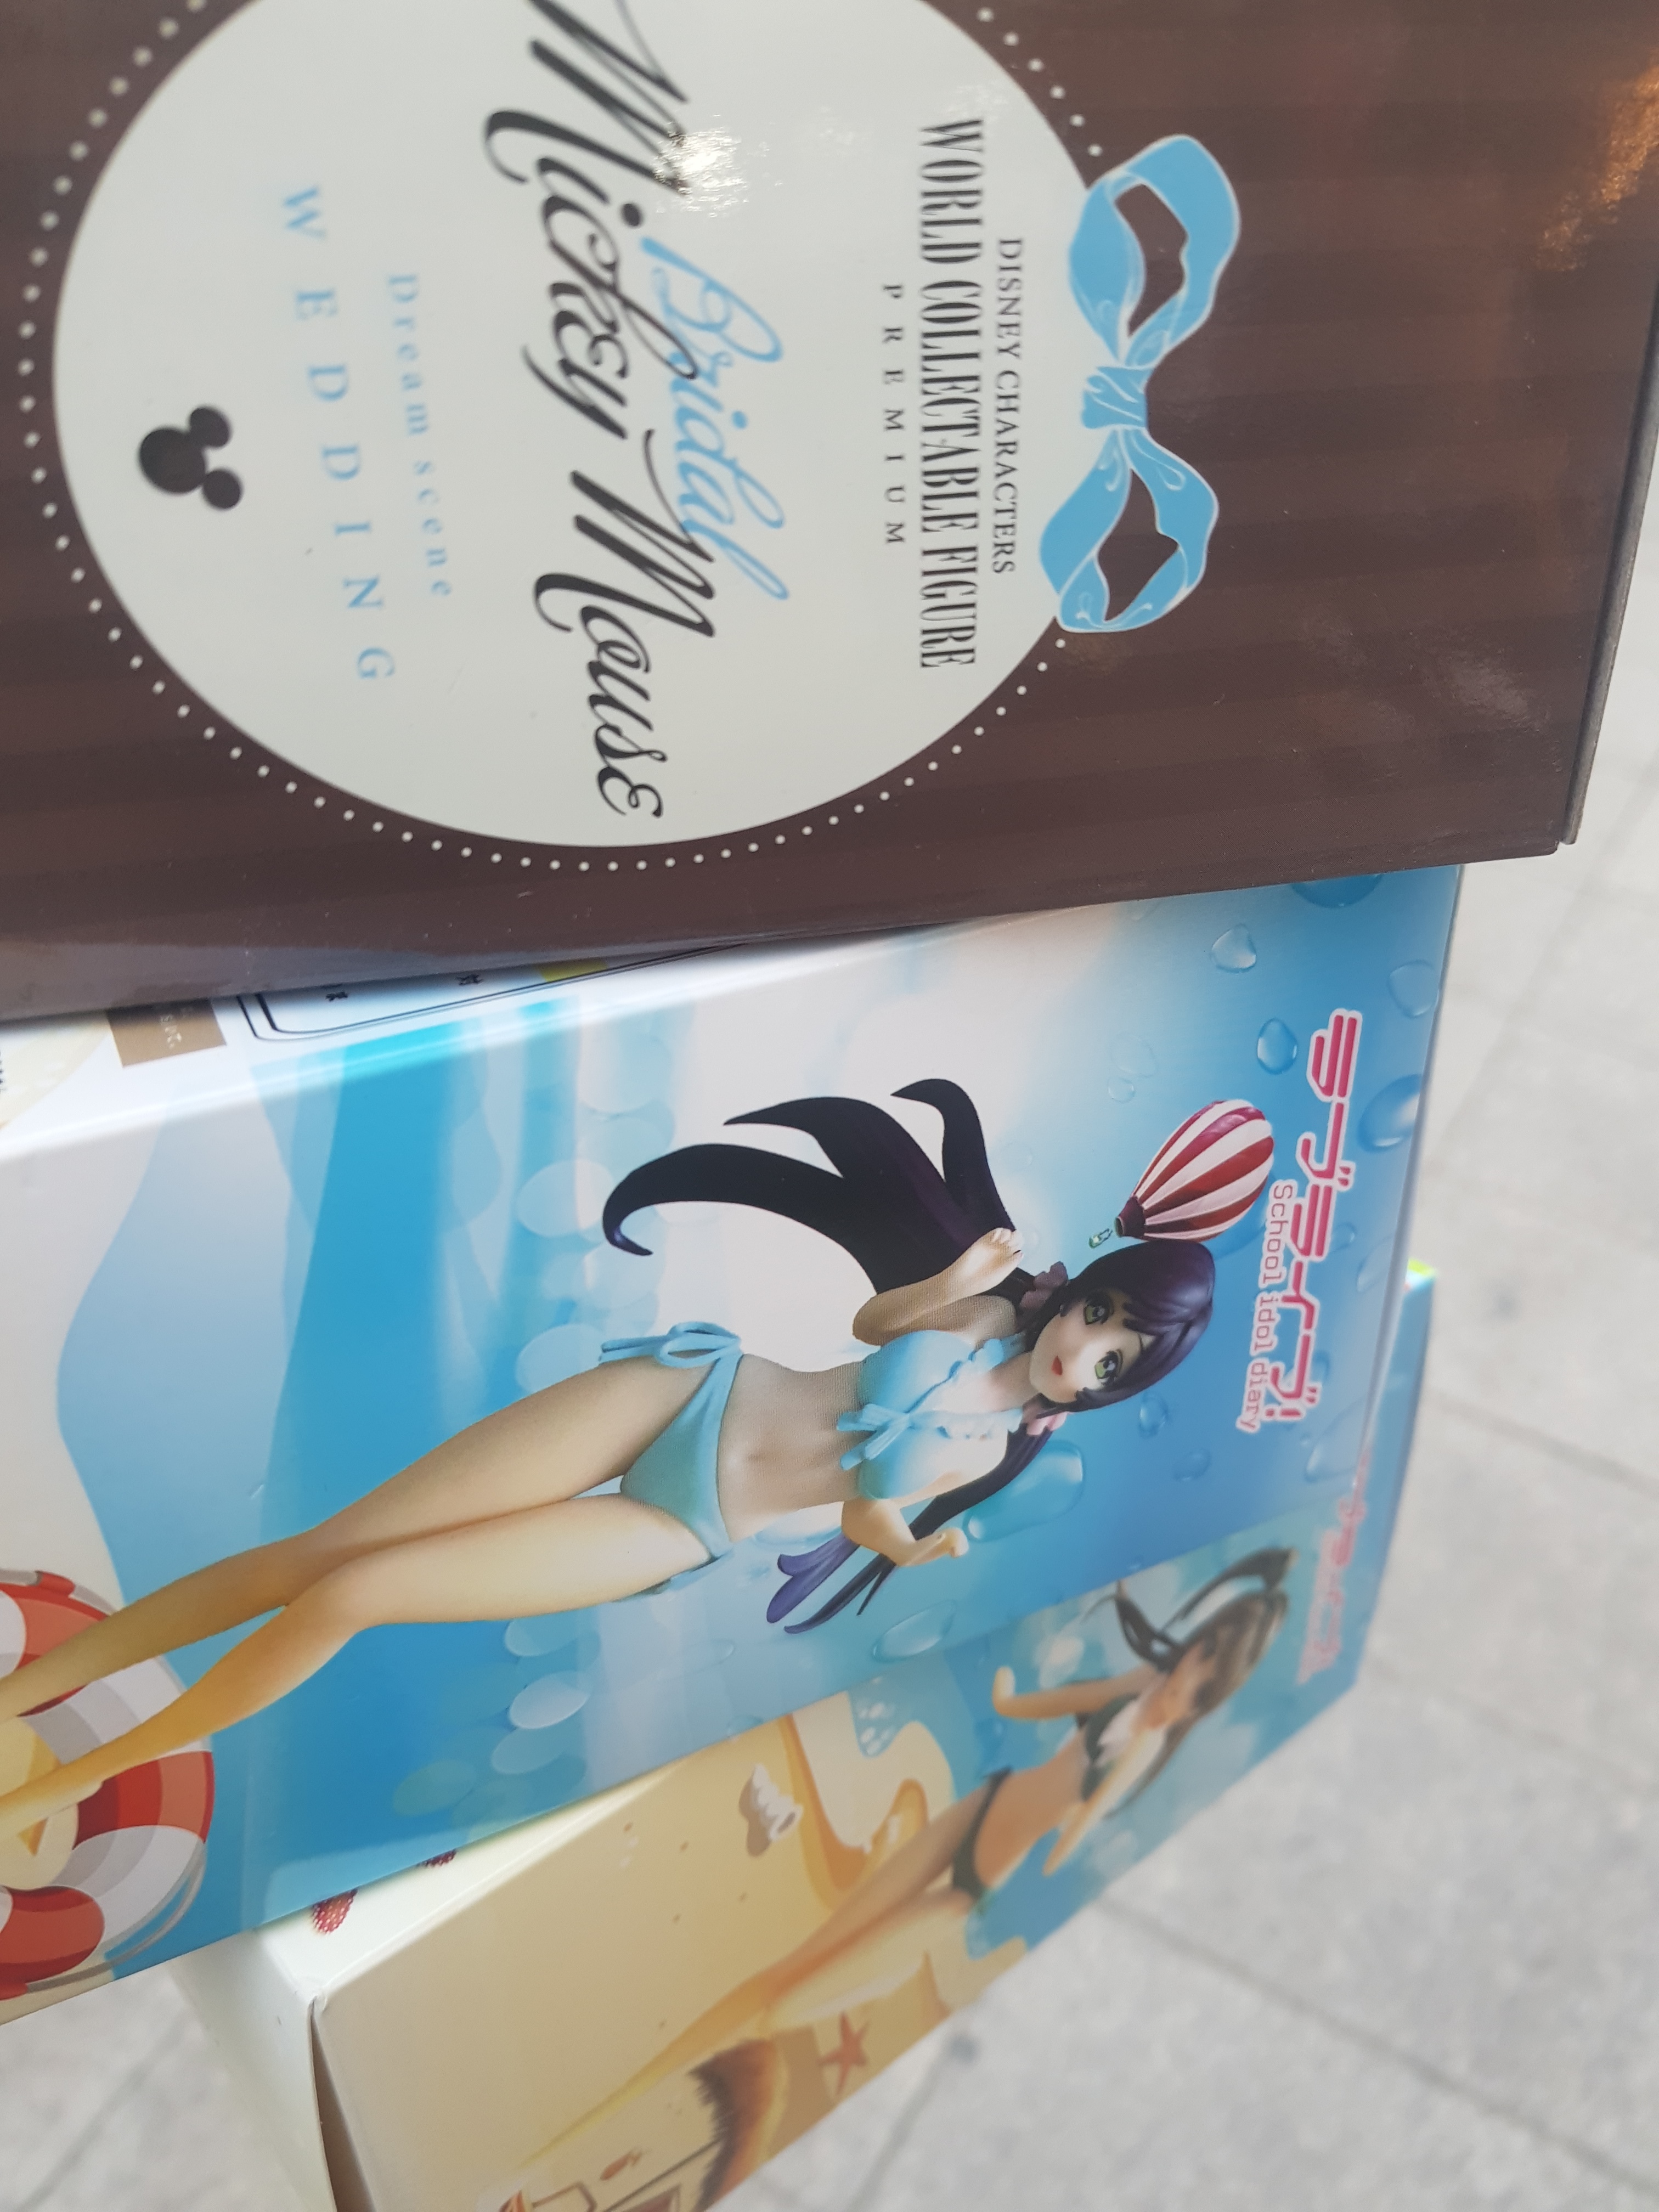 DISNEY CHARACTERS
WORLD COLLECTABLE FIGURE
PREMIUM
Bridal
Mickey Mouse
Dream scene
WEDDING
ラブライブ!
School idol diary